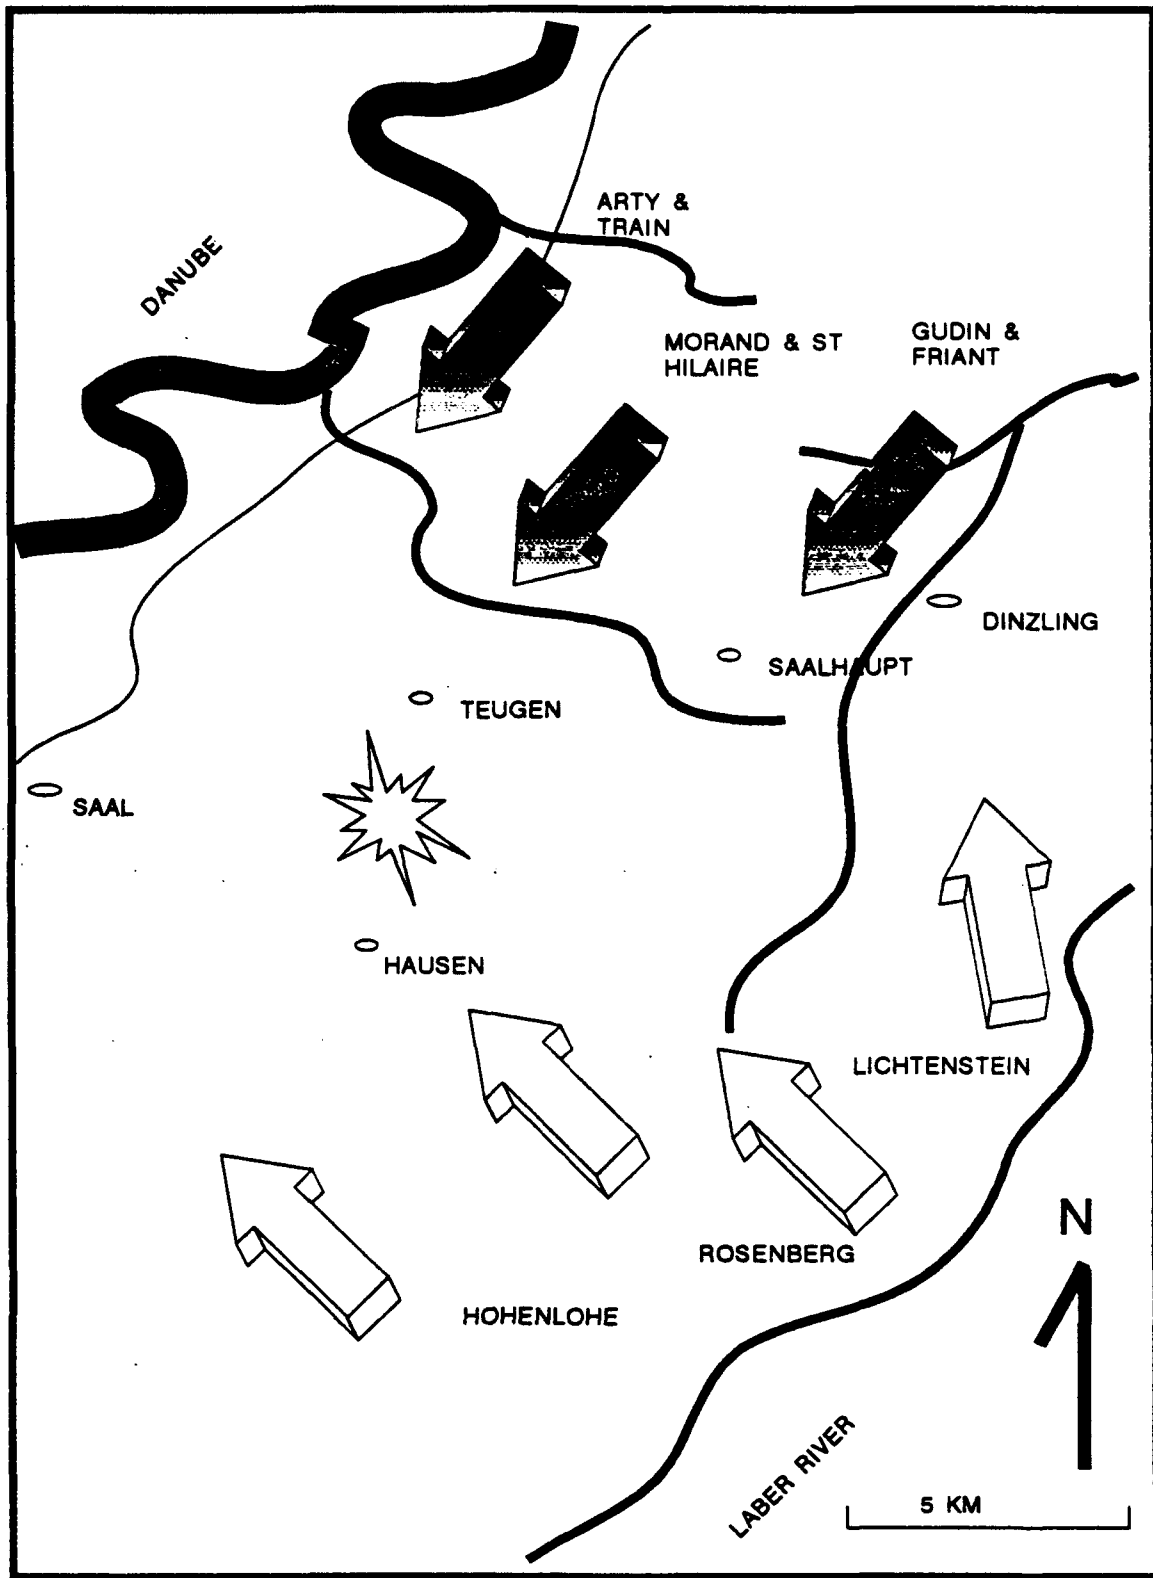 ARTY &
TRAIN
DANUBE
MORAND & ST
HILAIRE
GUDIN &
FRIANT
DINZLING
SAALHAUPT
TEUGEN
SAAL
HAUSEN
LICHTENSTEIN
N
ROSENBERG
HOHENLOHE
LABER RIVER
5 KM